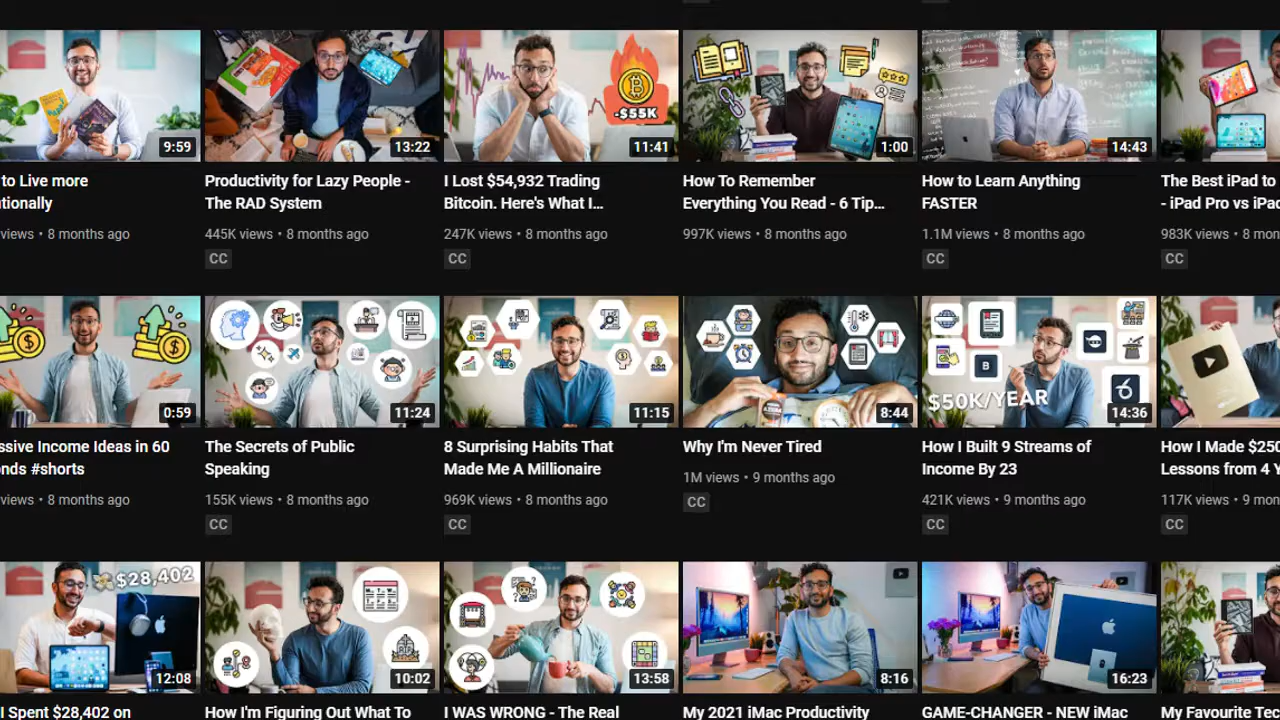 9:59
13:22
-$55K
11:41
1:00
14:43
to Live more
tionally
Productivity for Lazy People -
The RAD System
I Lost $54,932 Trading
Bitcoin. Here's What I...
How To Remember
Everything You Read - 6 Tip...
How to Learn Anything
FASTER
The Best iPad to
- iPad Pro vs iPad
views • 8 months ago
445K views • 8 months ago
247K views • 8 months ago
997K views • 8 months ago
1.1M views • 8 months ago
983K views • 8 mon
CC
CC
CC
CC
0:59
11:24
11:15
8:44
$50K/YEAR
14:36
ssive Income Ideas in 60
nds #shorts
The Secrets of Public
Speaking
8 Surprising Habits That
Made Me A Millionaire
Why I'm Never Tired
How I Built 9 Streams of
Income By 23
How I Made $250
Lessons from 4 Y
views • 8 months ago
155K views • 8 months ago
969K views • 8 months ago
1M views • 9 months ago
421K views • 9 months ago
117K views • 9 mon
CC
CC
CC
CC
CC
$28,402
12:08
10:02
13:58
8:16
16:23
I Spent $28,402 on
How I'm Figuring Out What To
I WAS WRONG - The Real
My 2021 iMac Productivity
GAME-CHANGER - NEW iMac
My Favourite Tec